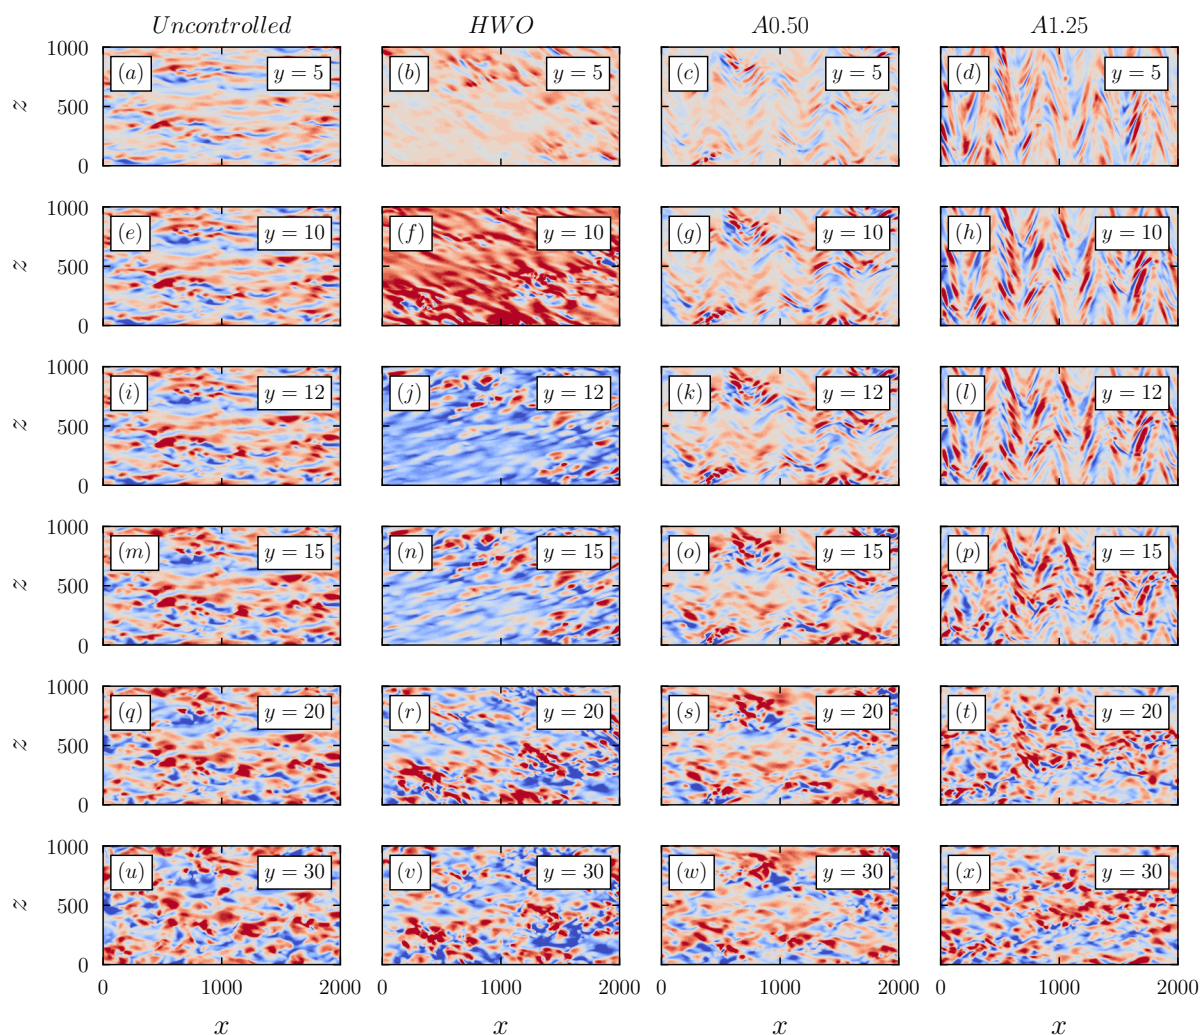 Uncontrolled HWO A0.50 A1.25
1000 (a) y = 5 (b) y = 5 (c) y = 5 (d) y = 5
z 500
0
1000 (e) y = 10 (f) y = 10 (g) y = 10 (h) y = 10
z 500
0
1000 (i) y = 12 (j) y = 12 (k) y = 12 (l) y = 12
z 500
0
1000 (m) y = 15 (n) y = 15 (o) y = 15 (p) y = 15
z 500
0
1000 (q) y = 20 (r) y = 20 (s) y = 20 (t) y = 20
z 500
0
1000 (u) y = 30 (v) y = 30 (w) y = 30 (x) y = 30
z 500
0
0 1000 2000 0 1000 2000 0 1000 2000 0 1000 2000
x x x x